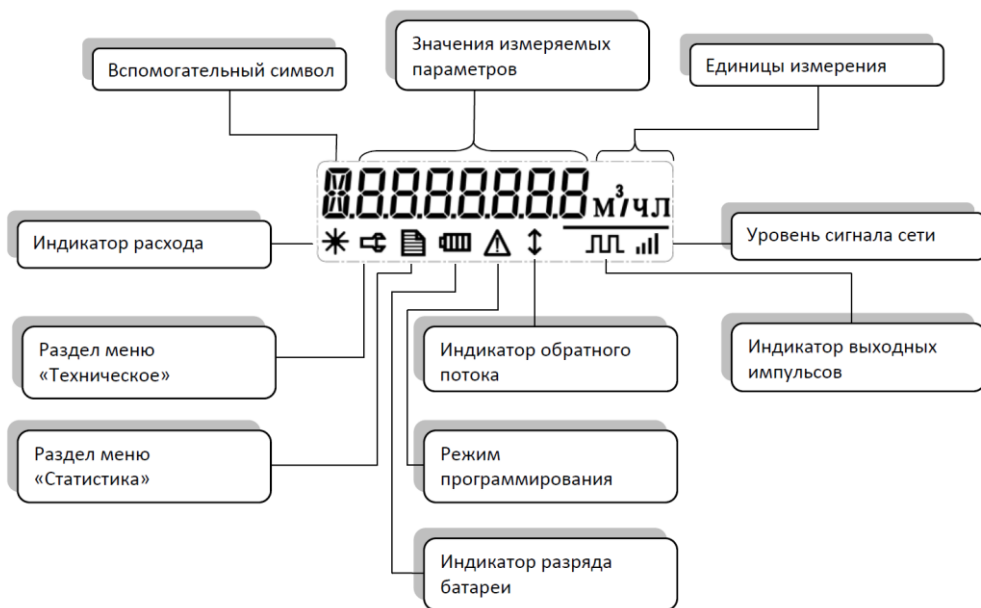 Значения измеряемых
параметров
Вспомогательный символ
Единицы измерения
8.8.8.8.8.8.8.8 м³/чл
Индикатор расхода
Уровень сигнала сети
Раздел меню
«Техническое»
Индикатор обратного
потока
Индикатор выходных
импульсов
Раздел меню
«Статистика»
Режим
программирования
Индикатор разряда
батареи